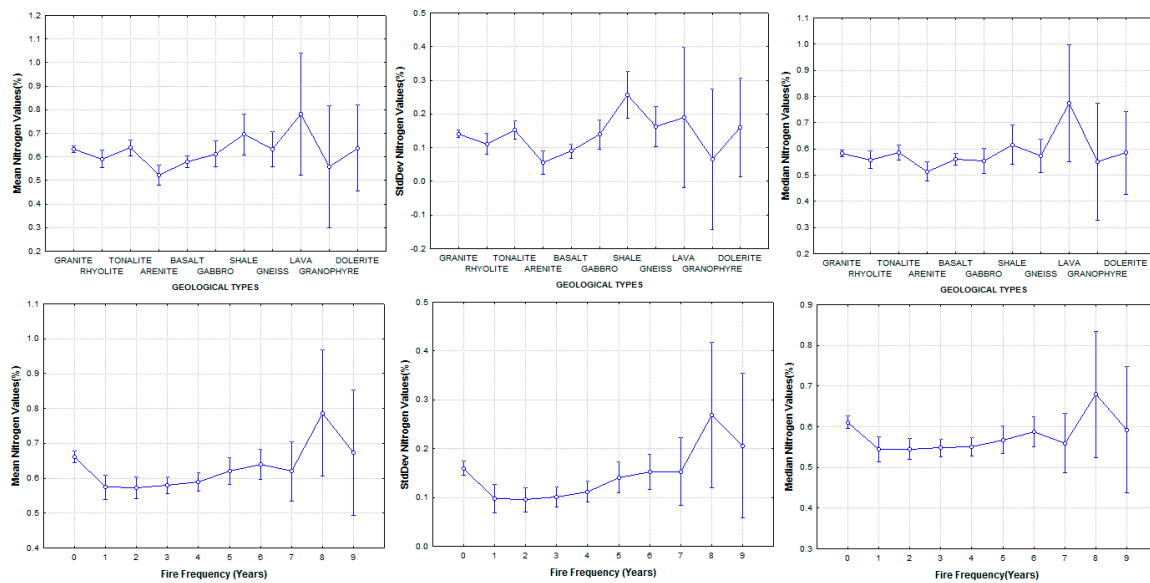 Mean Nitrogen Values(%)
1.2
1.1
1.0
0.9
0.8
0.7
0.6
0.5
0.4
0.3
0.2
GRANITE TONALITE BASALT SHALE LAVA DOLERITE
RHYOLITE ARENITE GABBRO GNEISS GRANOPHYRE
GEOLOGICAL TYPES
StdDev Nitrogen Values(%)
0.5
0.4
0.3
0.2
0.1
0.0
-0.1
-0.2
GRANITE TONALITE BASALT SHALE LAVA DOLERITE
RHYOLITE ARENITE GABBRO GNEISS GRANOPHYRE
GEOLOGICAL TYPES
Median Nitrogen Values(%)
1.1
1.0
0.9
0.8
0.7
0.6
0.5
0.4
0.3
0.2
GRANITE TONALITE BASALT SHALE LAVA DOLERITE
RHYOLITE ARENITE GABBRO GNEISS GRANOPHYRE
GEOLOGICAL TYPES
Mean Nitrogen Values(%)
1.1
1.0
0.9
0.8
0.7
0.6
0.5
0.4
0 1 2 3 4 5 6 7 8 9
Fire Frequency (Years)
StdDev Nitrogen Values(%)
0.5
0.4
0.3
0.2
0.1
0.0
0 1 2 3 4 5 6 7 8 9
Fire Frequency (Years)
Median Nitrogen Values(%)
0.9
0.8
0.7
0.6
0.5
0.4
0.3
0 1 2 3 4 5 6 7 8 9
Fire Frequency(Years)